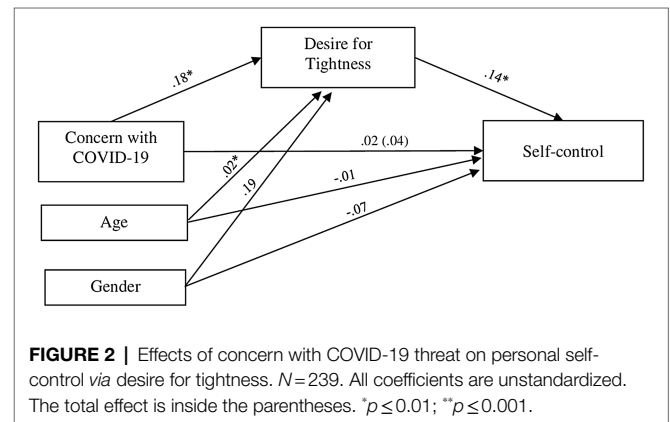 Desire for
Tightness
.18*
.14*
Concern with
COVID-19
.02 (.04)
Self-control
.02*
-.01
.19
Age
-.07
Gender
FIGURE 2 | Effects of concern with COVID-19 threat on personal self-
control via desire for tightness. N=239. All coefficients are unstandardized.
The total effect is inside the parentheses. *p≤0.01; **p≤0.001.